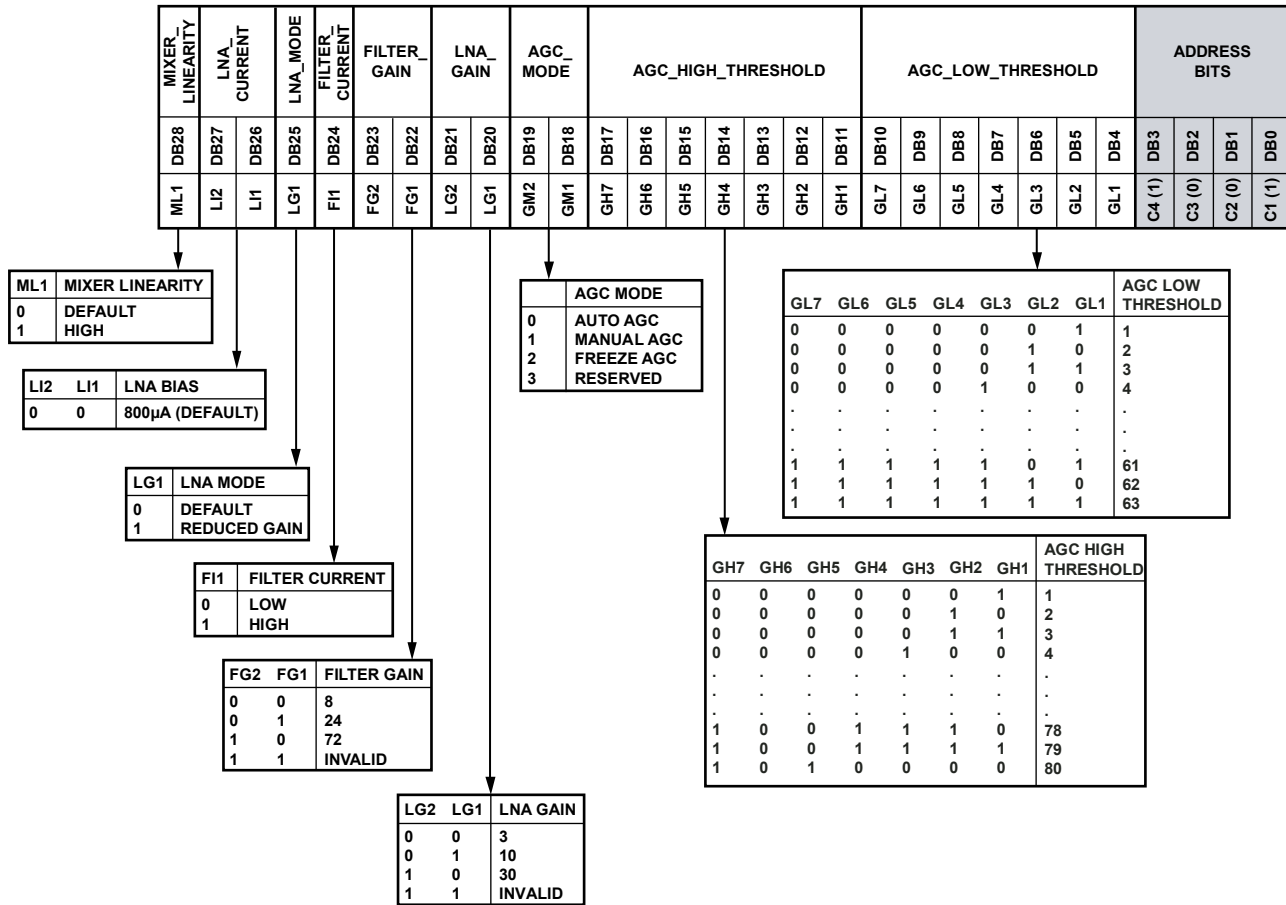 MIXER_ LINEARITY
LNA_ CURRENT
LNA_MODE
FILTER_ CURRENT
FILTER_ GAIN
LNA_ GAIN
AGC_ MODE
AGC_HIGH_THRESHOLD
AGC_LOW_THRESHOLD
ADDRESS BITS
DB28 DB27 DB26 DB25 DB24 DB23 DB22 DB21 DB20 DB19 DB18 DB17 DB16 DB15 DB14 DB13 DB12 DB11 DB10 DB9 DB8 DB7 DB6 DB5 DB4 DB3 DB2 DB1 DB0
ML1 LI2 LI1 LG1 FI1 FG2 FG1 LG2 LG1 GM2 GM1 GH7 GH6 GH5 GH4 GH3 GH2 GH1 GL7 GL6 GL5 GL4 GL3 GL2 GL1 C4 (1) C3 (0) C2 (0) C1 (1)
ML1 MIXER LINEARITY
0 DEFAULT
1 HIGH
LI2 LI1 LNA BIAS
0 0 800µA (DEFAULT)
LG1 LNA MODE
0 DEFAULT
1 REDUCED GAIN
FI1 FILTER CURRENT
0 LOW
1 HIGH
FG2 FG1 FILTER GAIN
0 0 8
0 1 24
1 0 72
1 1 INVALID
LG2 LG1 LNA GAIN
0 0 3
0 1 10
1 0 30
1 1 INVALID
AGC MODE
0 AUTO AGC
1 MANUAL AGC
2 FREEZE AGC
3 RESERVED
GL7 GL6 GL5 GL4 GL3 GL2 GL1 AGC LOW THRESHOLD
0 0 0 0 0 0 1 1
0 0 0 0 0 1 0 2
0 0 0 0 0 1 1 3
0 0 0 0 1 0 0 4
. . . . . . . .
. . . . . . . .
. . . . . . . .
1 1 1 1 1 0 1 61
1 1 1 1 1 1 0 62
1 1 1 1 1 1 1 63
GH7 GH6 GH5 GH4 GH3 GH2 GH1 AGC HIGH THRESHOLD
0 0 0 0 0 0 1 1
0 0 0 0 0 1 0 2
0 0 0 0 0 1 1 3
0 0 0 0 1 0 0 4
. . . . . . . .
. . . . . . . .
. . . . . . . .
1 0 0 1 1 1 0 78
1 0 0 1 1 1 1 79
1 0 1 0 0 0 0 80